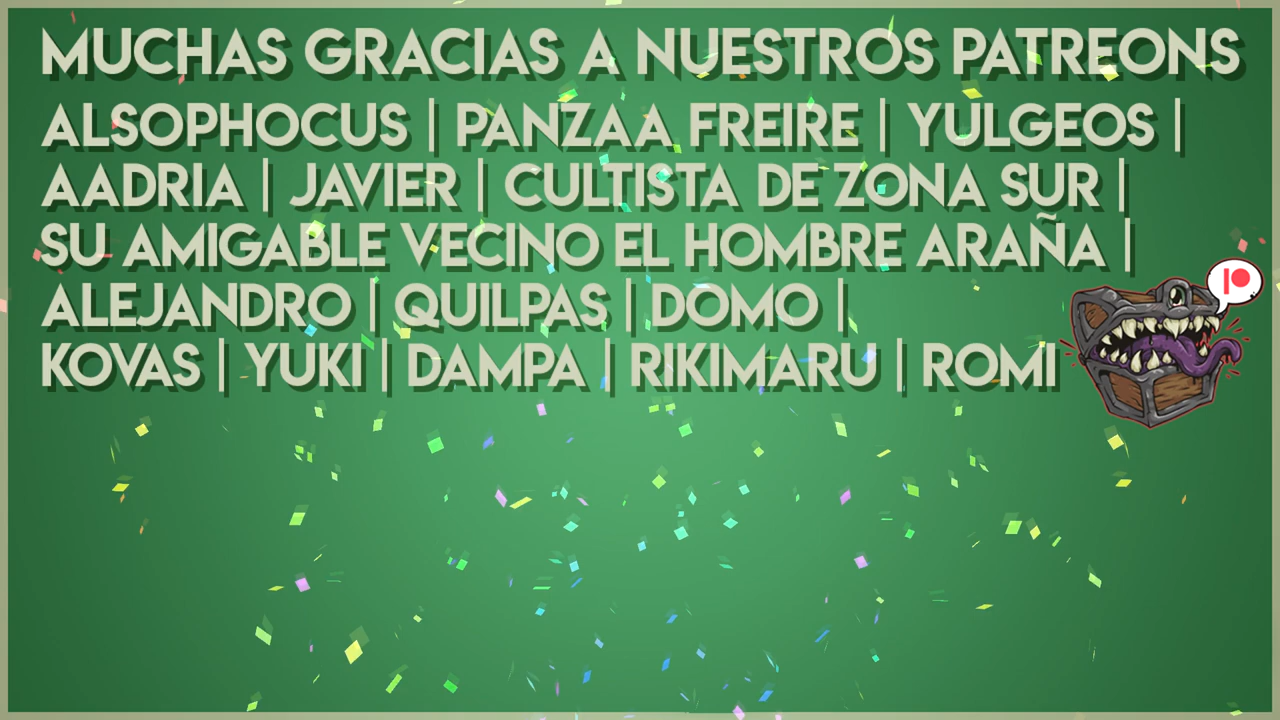 MUCHAS GRACIAS A NUESTROS PATREONS
ALSOPHOCUS | PANZAA FREIRE | YULGEOS |
AADRIA | JAVIER | CULTISTA DE ZONA SUR |
SU AMIGABLE VECINO EL HOMBRE ARAÑA |
ALEJANDRO | QUILPAS | DOMO |
KOVAS | YUKI | DAMPA | RIKIMARU | ROMI